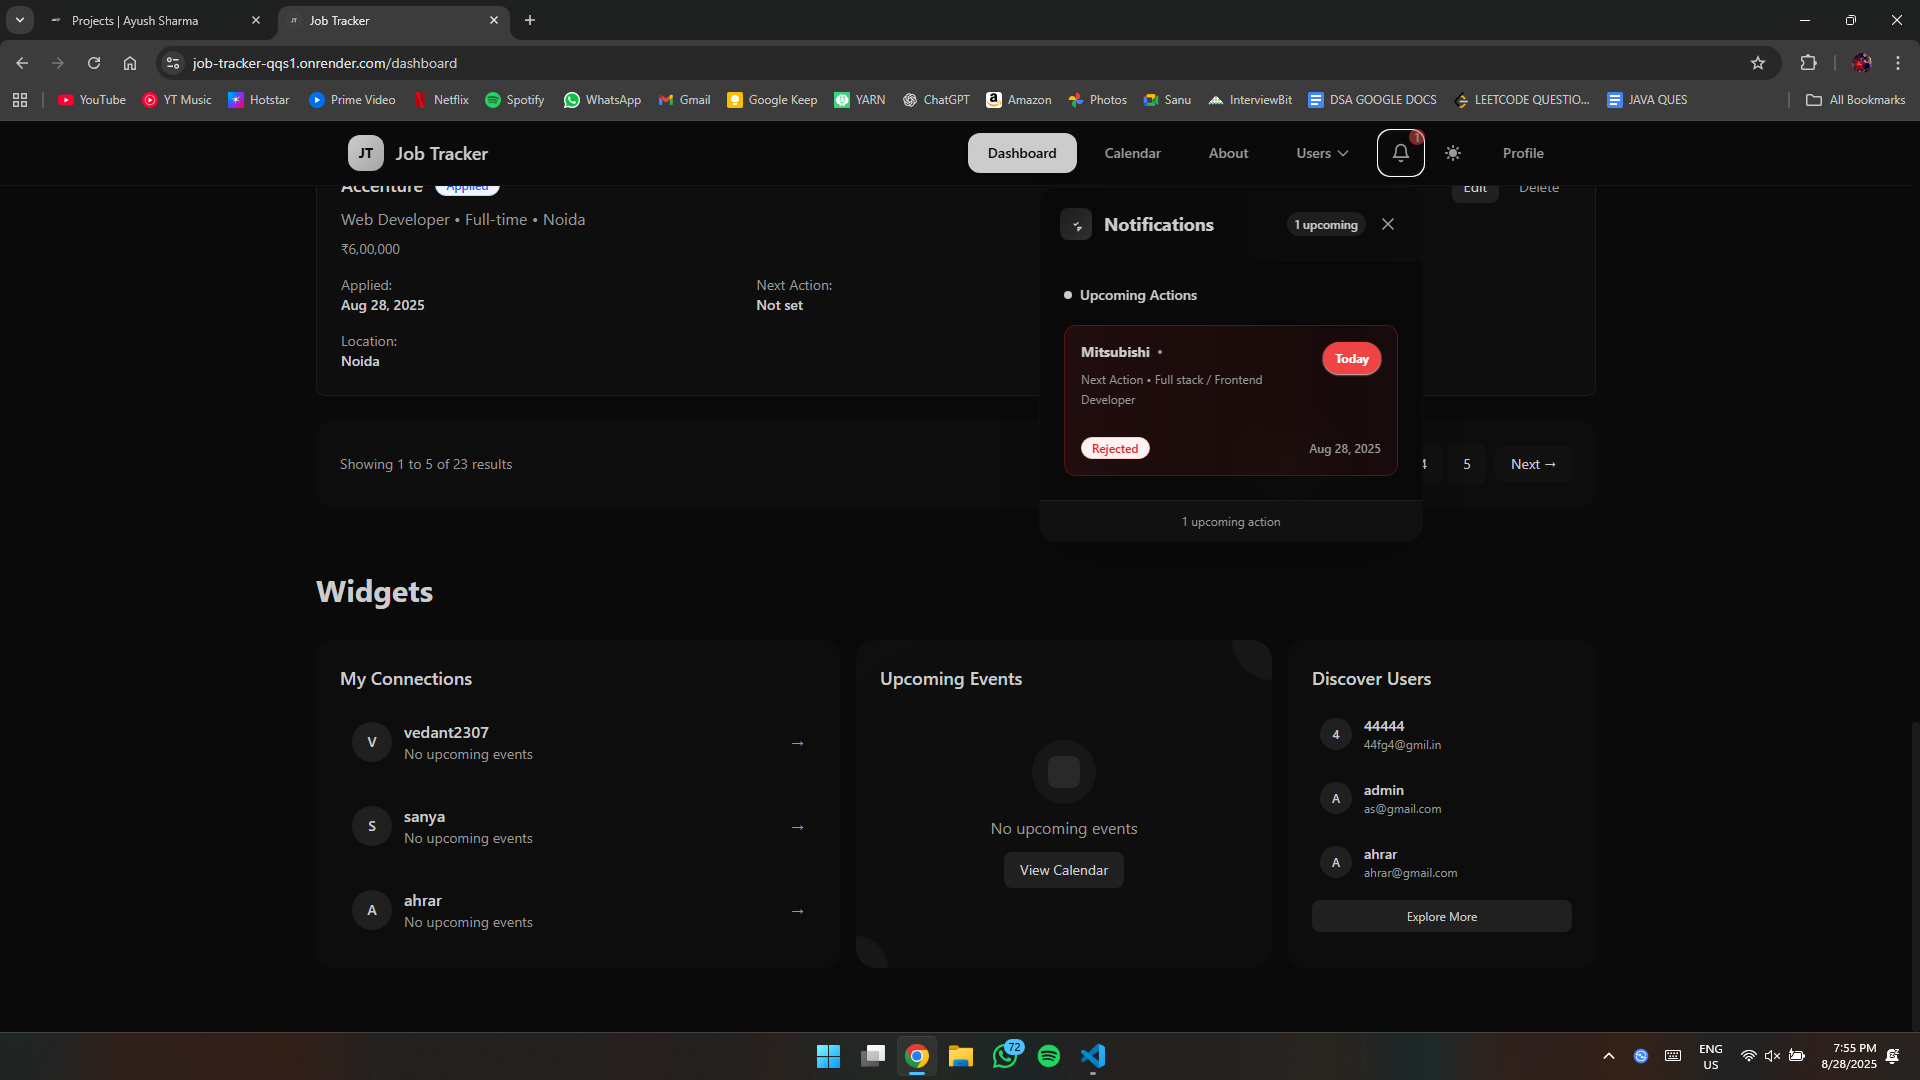 Projects | Ayush Sharma
JT Job Tracker
job-tracker-qqs1.onrender.com/dashboard
YouTube YT Music Hotstar Prime Video Netflix Spotify WhatsApp Gmail Google Keep YARN ChatGPT Amazon Photos Sanu InterviewBit DSA GOOGLE DOCS LEETCODE QUESTIO... JAVA QUES All Bookmarks
JT Job Tracker Dashboard Calendar About Users 1 Profile
Accenture Applied
Edit Delete
Web Developer • Full-time • Noida
₹6,00,000
Applied:
Aug 28, 2025
Next Action:
Not set
Location:
Noida
Notifications 1 upcoming
Upcoming Actions
Mitsubishi •
Today
Next Action • Full stack / Frontend
Developer
Rejected Aug 28, 2025
1 upcoming action
Showing 1 to 5 of 23 results
4 5 Next →
Widgets
My Connections
V vedant2307
No upcoming events →
S sanya
No upcoming events →
A ahrar
No upcoming events →
Upcoming Events
No upcoming events
View Calendar
Discover Users
4 44444
44fg4@gmil.in
A admin
as@gmail.com
A ahrar
ahrar@gmail.com
Explore More
72
ENG
US
7:55 PM
8/28/2025